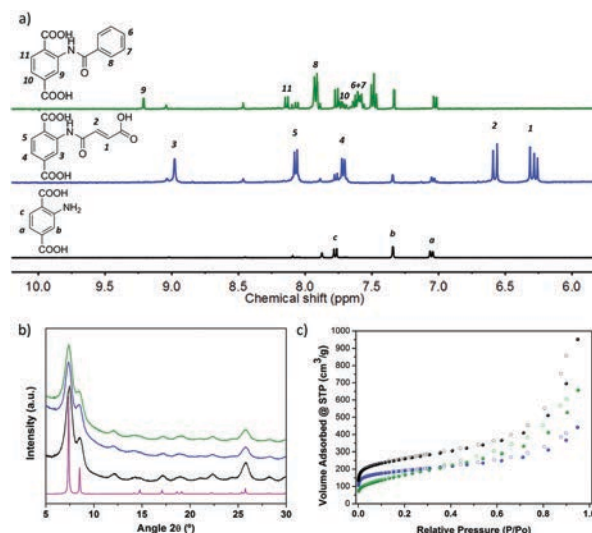 a)
COOH
H
N
O
6
7
8
11
10
9
COOH
9
11
8
10
6+7
COOH
H
N
2
OH
O
1
O
5
4
3
COOH
3
5
4
2
1
COOH
NH2
c
a
b
COOH
c
b
a
10.0 9.5 9.0 8.5 8.0 7.5 7.0 6.5 6.0
Chemical shift (ppm)
b)
Intensity (a.u.)
5 10 15 20 25 30
Angle 2θ (º)
c)
Volume Adsorbed @ STP (cm3/g)
1000
900
800
700
600
500
400
300
200
100
0
0.0 0.2 0.4 0.6 0.8 1.0
Relative Pressure (P/Po)